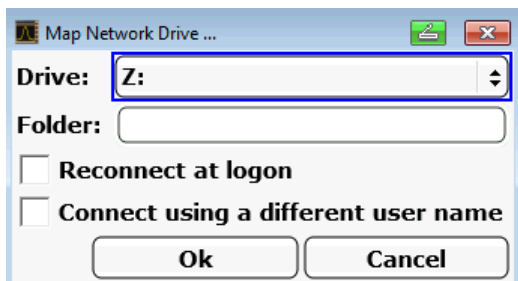 Map Network Drive ...
Drive: Z:
Folder:
Reconnect at logon
Connect using a different user name
Ok Cancel